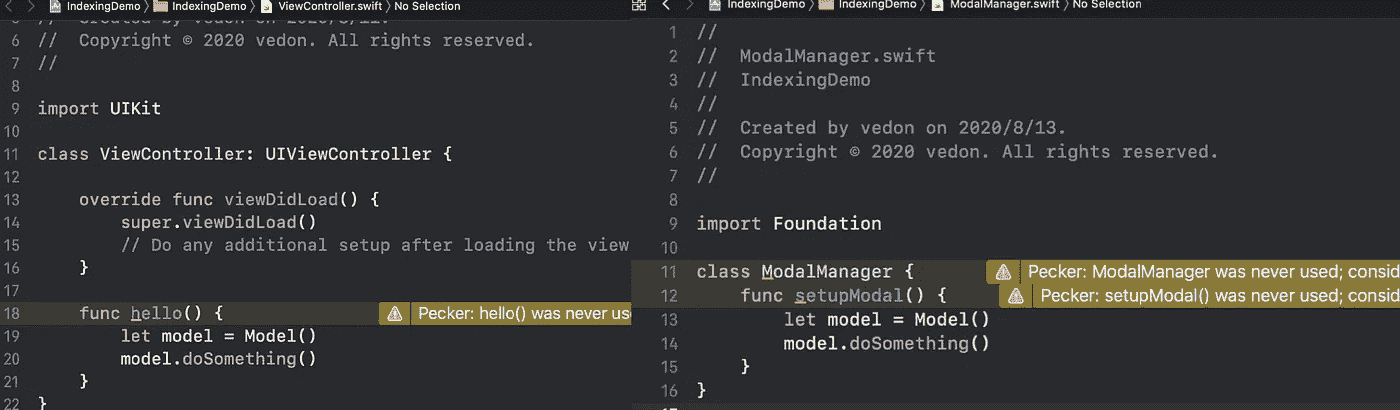 IndexingDemo › IndexingDemo › ViewController.swift › No Selection
// Created by vedon on 2020/8/11.
6 // Copyright © 2020 vedon. All rights reserved.
7 //
8
9 import UIKit
10
11 class ViewController: UIViewController {
12
13 override func viewDidLoad() {
14 super.viewDidLoad()
15 // Do any additional setup after loading the view
16 }
17
18 func hello() { Pecker: hello() was never us
19 let model = Model()
20 model.doSomething()
21 }
22 }
IndexingDemo › IndexingDemo › ModalManager.swift › No Selection
1 //
2 // ModalManager.swift
3 // IndexingDemo
4 //
5 // Created by vedon on 2020/8/13.
6 // Copyright © 2020 vedon. All rights reserved.
7 //
8
9 import Foundation
10
11 class ModalManager { Pecker: ModalManager was never used; consid
12 func setupModal() { Pecker: setupModal() was never used; consid
13 let model = Model()
14 model.doSomething()
15 }
16 }